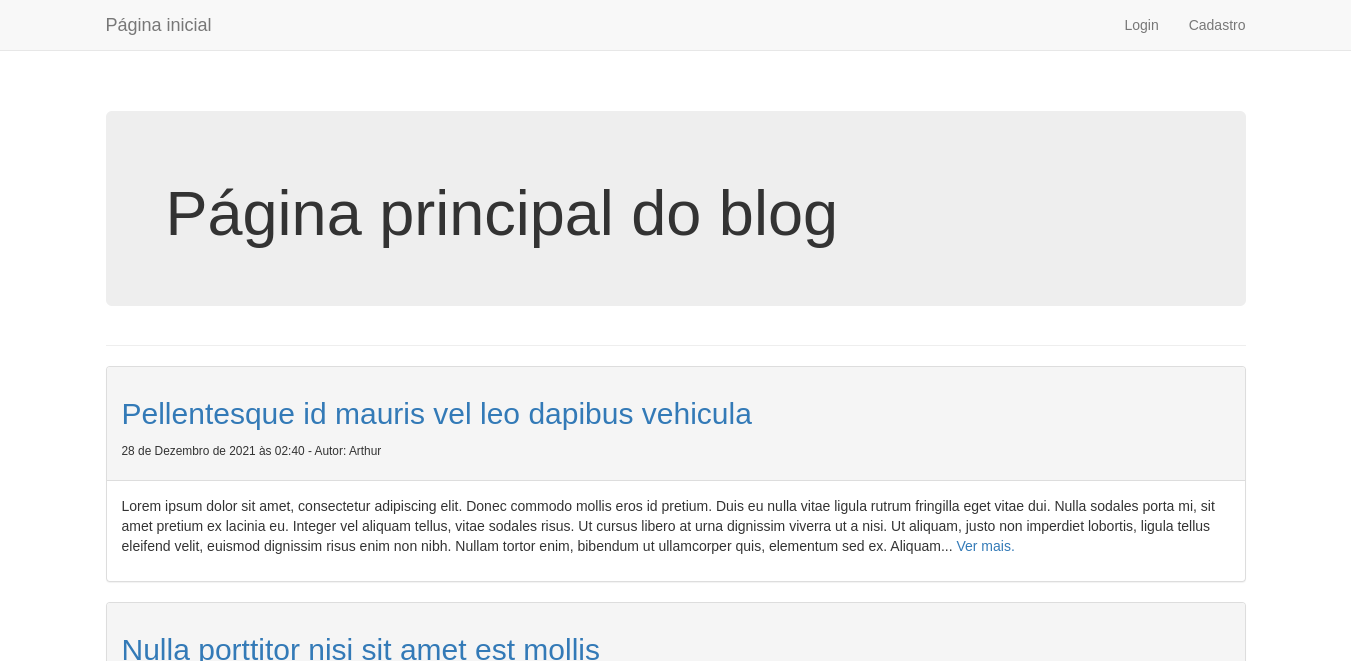 Página inicial
Login
Cadastro
Página principal do blog
Pellentesque id mauris vel leo dapibus vehicula
28 de Dezembro de 2021 às 02:40 - Autor: Arthur
Lorem ipsum dolor sit amet, consectetur adipiscing elit. Donec commodo mollis eros id pretium. Duis eu nulla vitae ligula rutrum fringilla eget vitae dui. Nulla sodales porta mi, sit
amet pretium ex lacinia eu. Integer vel aliquam tellus, vitae sodales risus. Ut cursus libero at urna dignissim viverra ut a nisi. Ut aliquam, justo non imperdiet lobortis, ligula tellus
eleifend velit, euismod dignissim risus enim non nibh. Nullam tortor enim, bibendum ut ullamcorper quis, elementum sed ex. Aliquam... Ver mais.
Nulla porttitor nisi sit amet est mollis